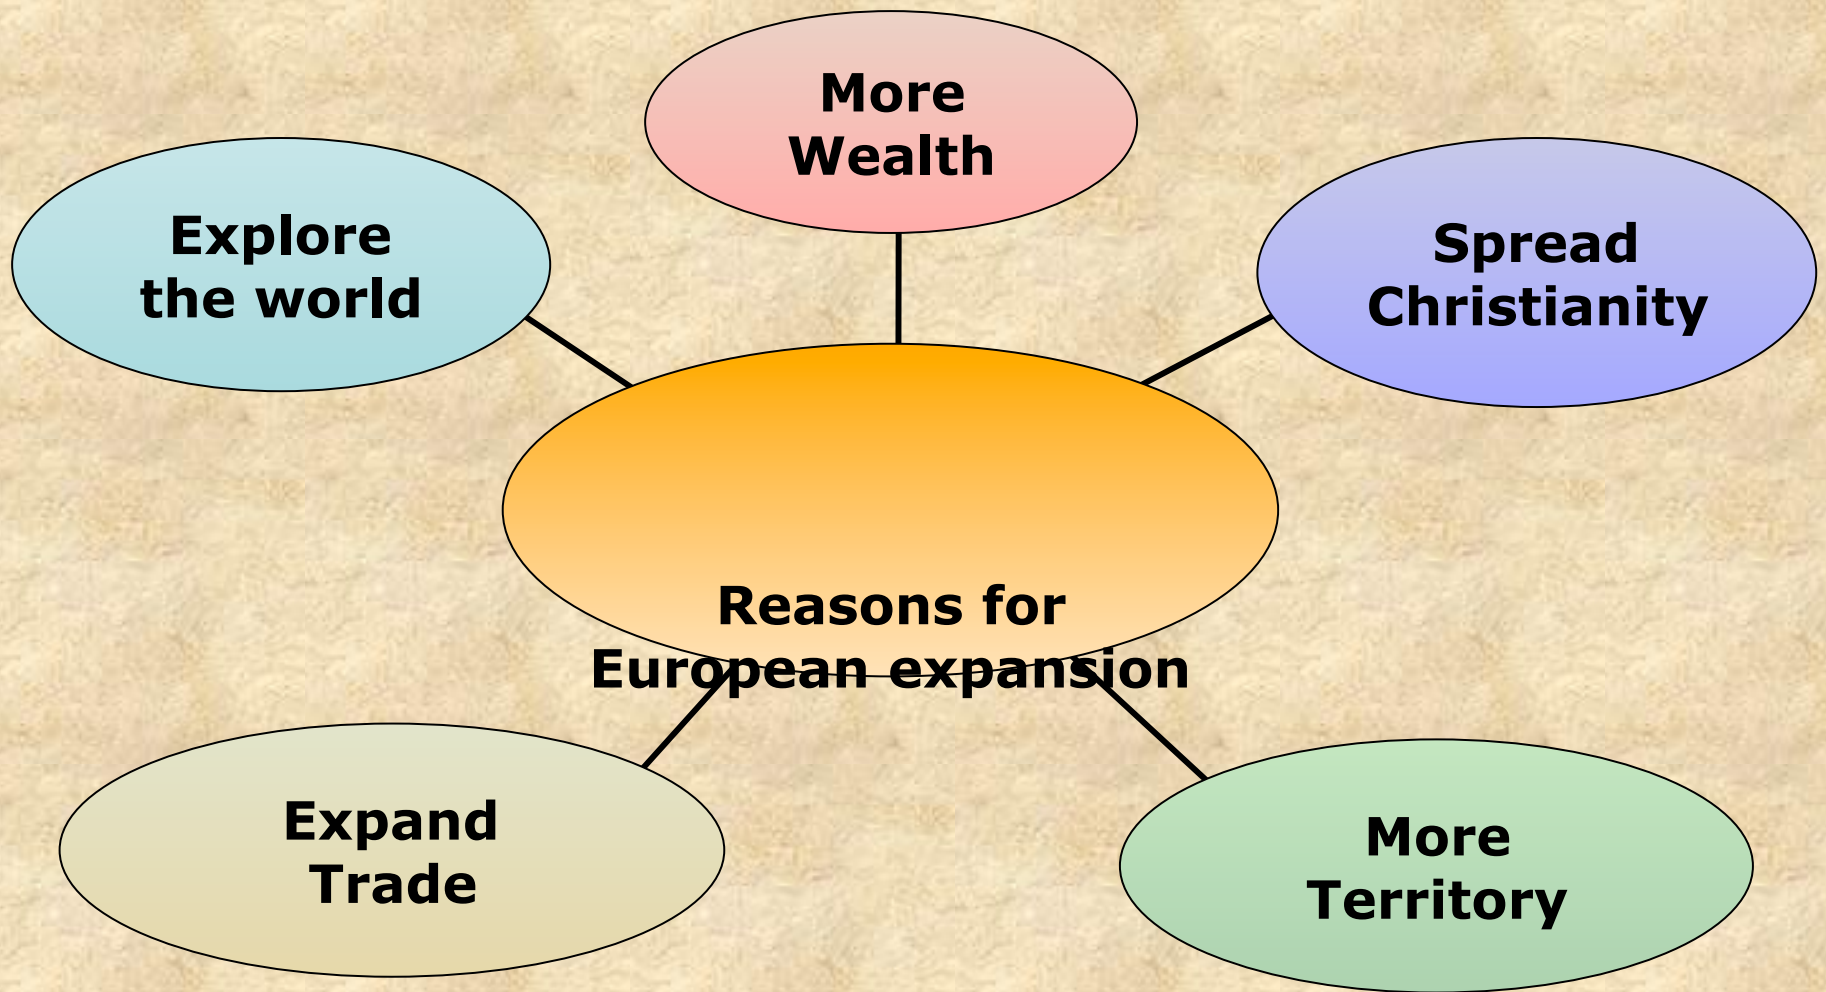 More
Wealth
Explore
the world
Spread
Christianity
Reasons for
European expansion
Expand
Trade
More
Territory